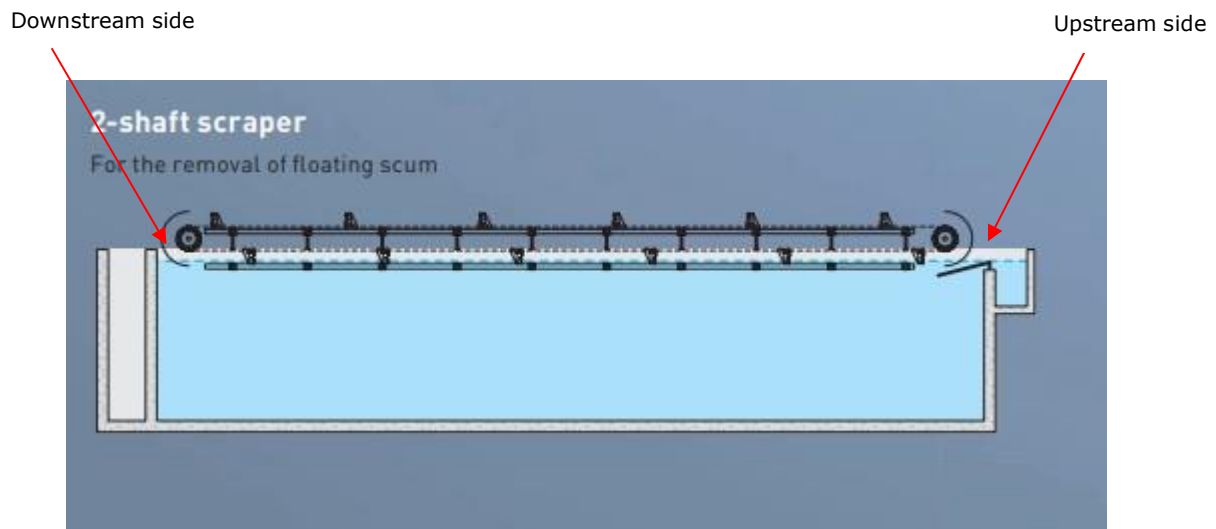 Downstream side
Upstream side
2-shaft scraper
For the removal of floating scum